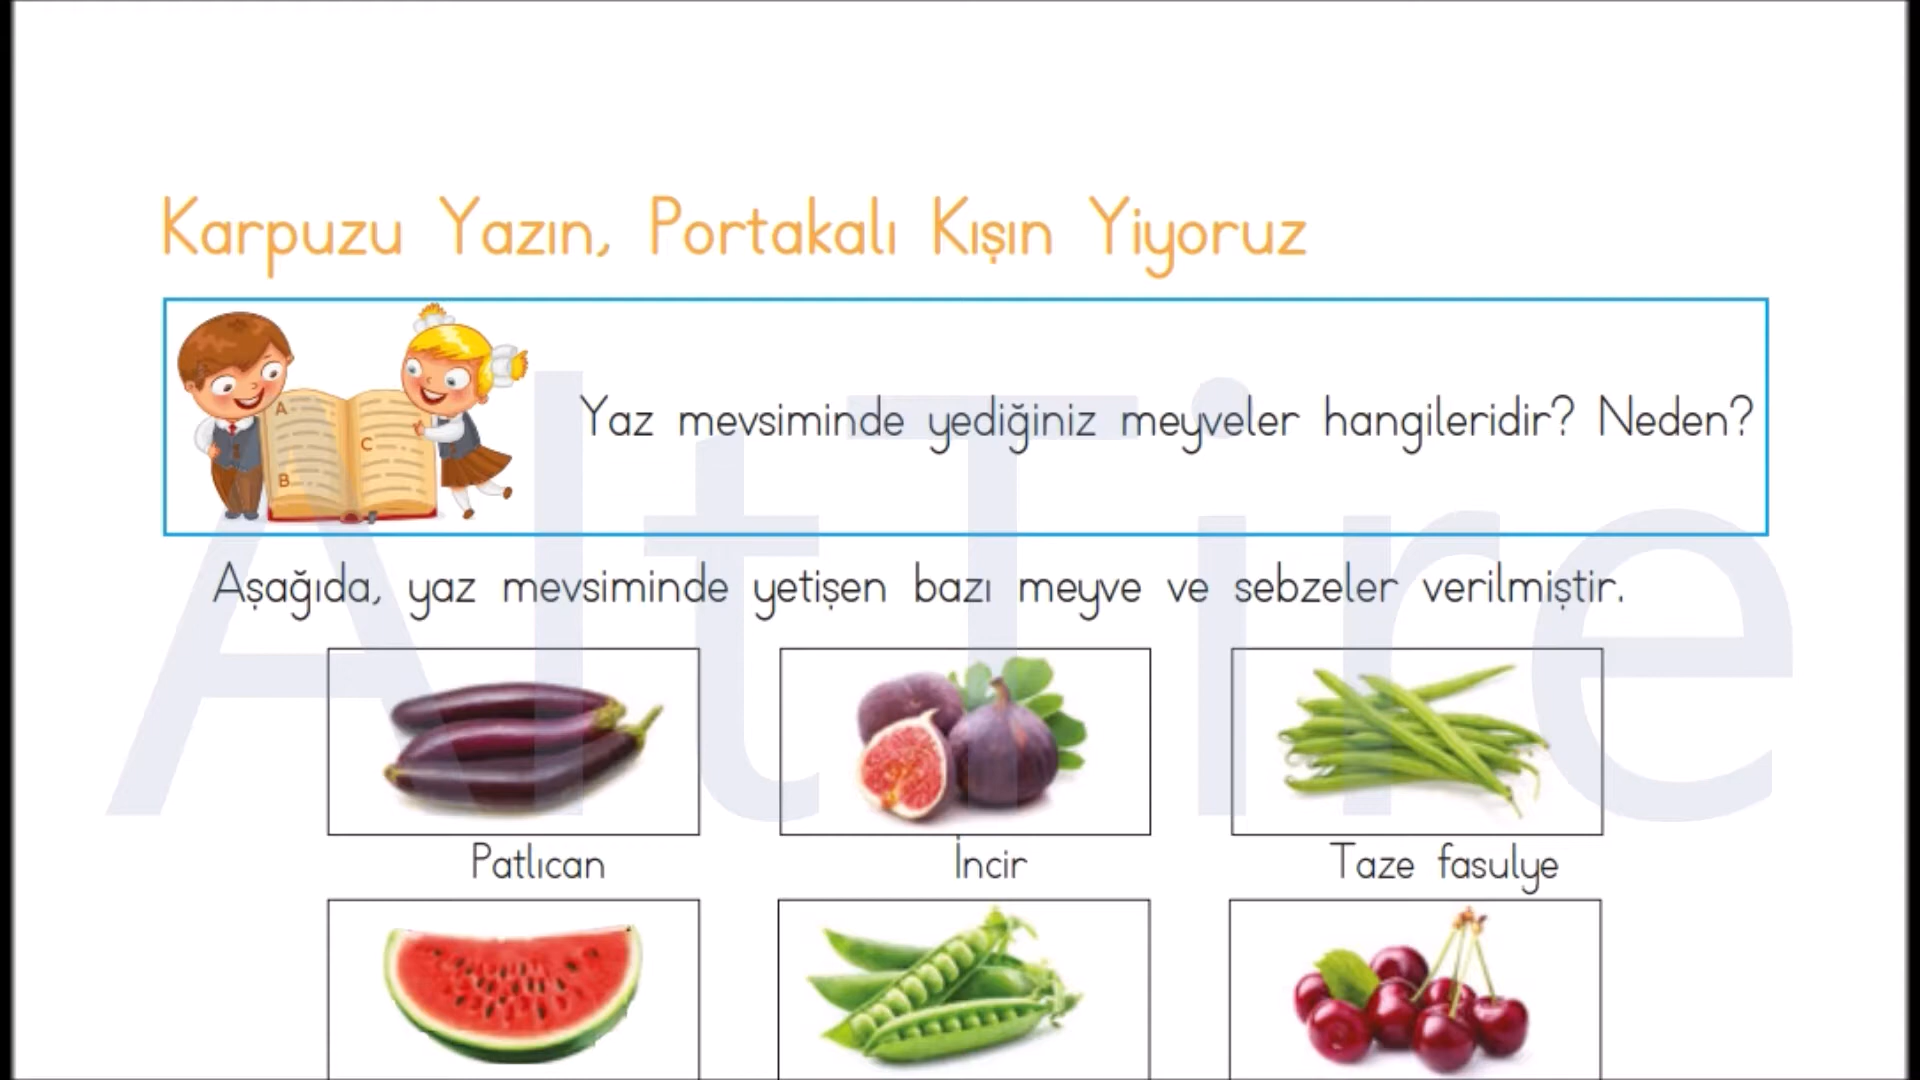 Karpuzu Yazın, Portakalı Kışın Yiyoruz
A
C
B
Yaz mevsiminde yediğiniz meyveler hangileridir? Neden?
Aşağıda, yaz mevsiminde yetişen bazı meyve ve sebzeler verilmiştir.
AltTire
Patlıcan İncir Taze fasulye